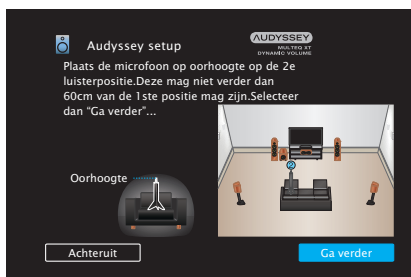 Audyssey setup
AUDYSSEY
MULTEQ XT
DYNAMIC VOLUME
Plaats de microfoon op oorhoogte op de 2e
luisterpositie.Deze mag niet verder dan
60cm van de 1ste positie mag zijn.Selecteer
dan "Ga verder"...
Oorhoogte
Achteruit
Ga verder